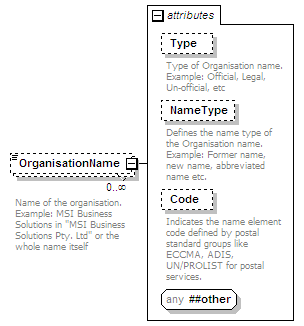 attributes
Type
Type of Organisation name.
Example: Official, Legal,
Un-official, etc
NameType
Defines the name type of
the Organisation name.
Example: Former name,
new name, abbreviated
name etc.
OrganisationName
0..∞
Name of the organisation.
Example: MSI Business
Solutions in "MSI Business
Solutions Pty. Ltd" or the
whole name itself
Code
Indicates the name element
code defined by postal
standard groups like
ECCMA, ADIS,
UN/PROLIST for postal
services.
any ##other